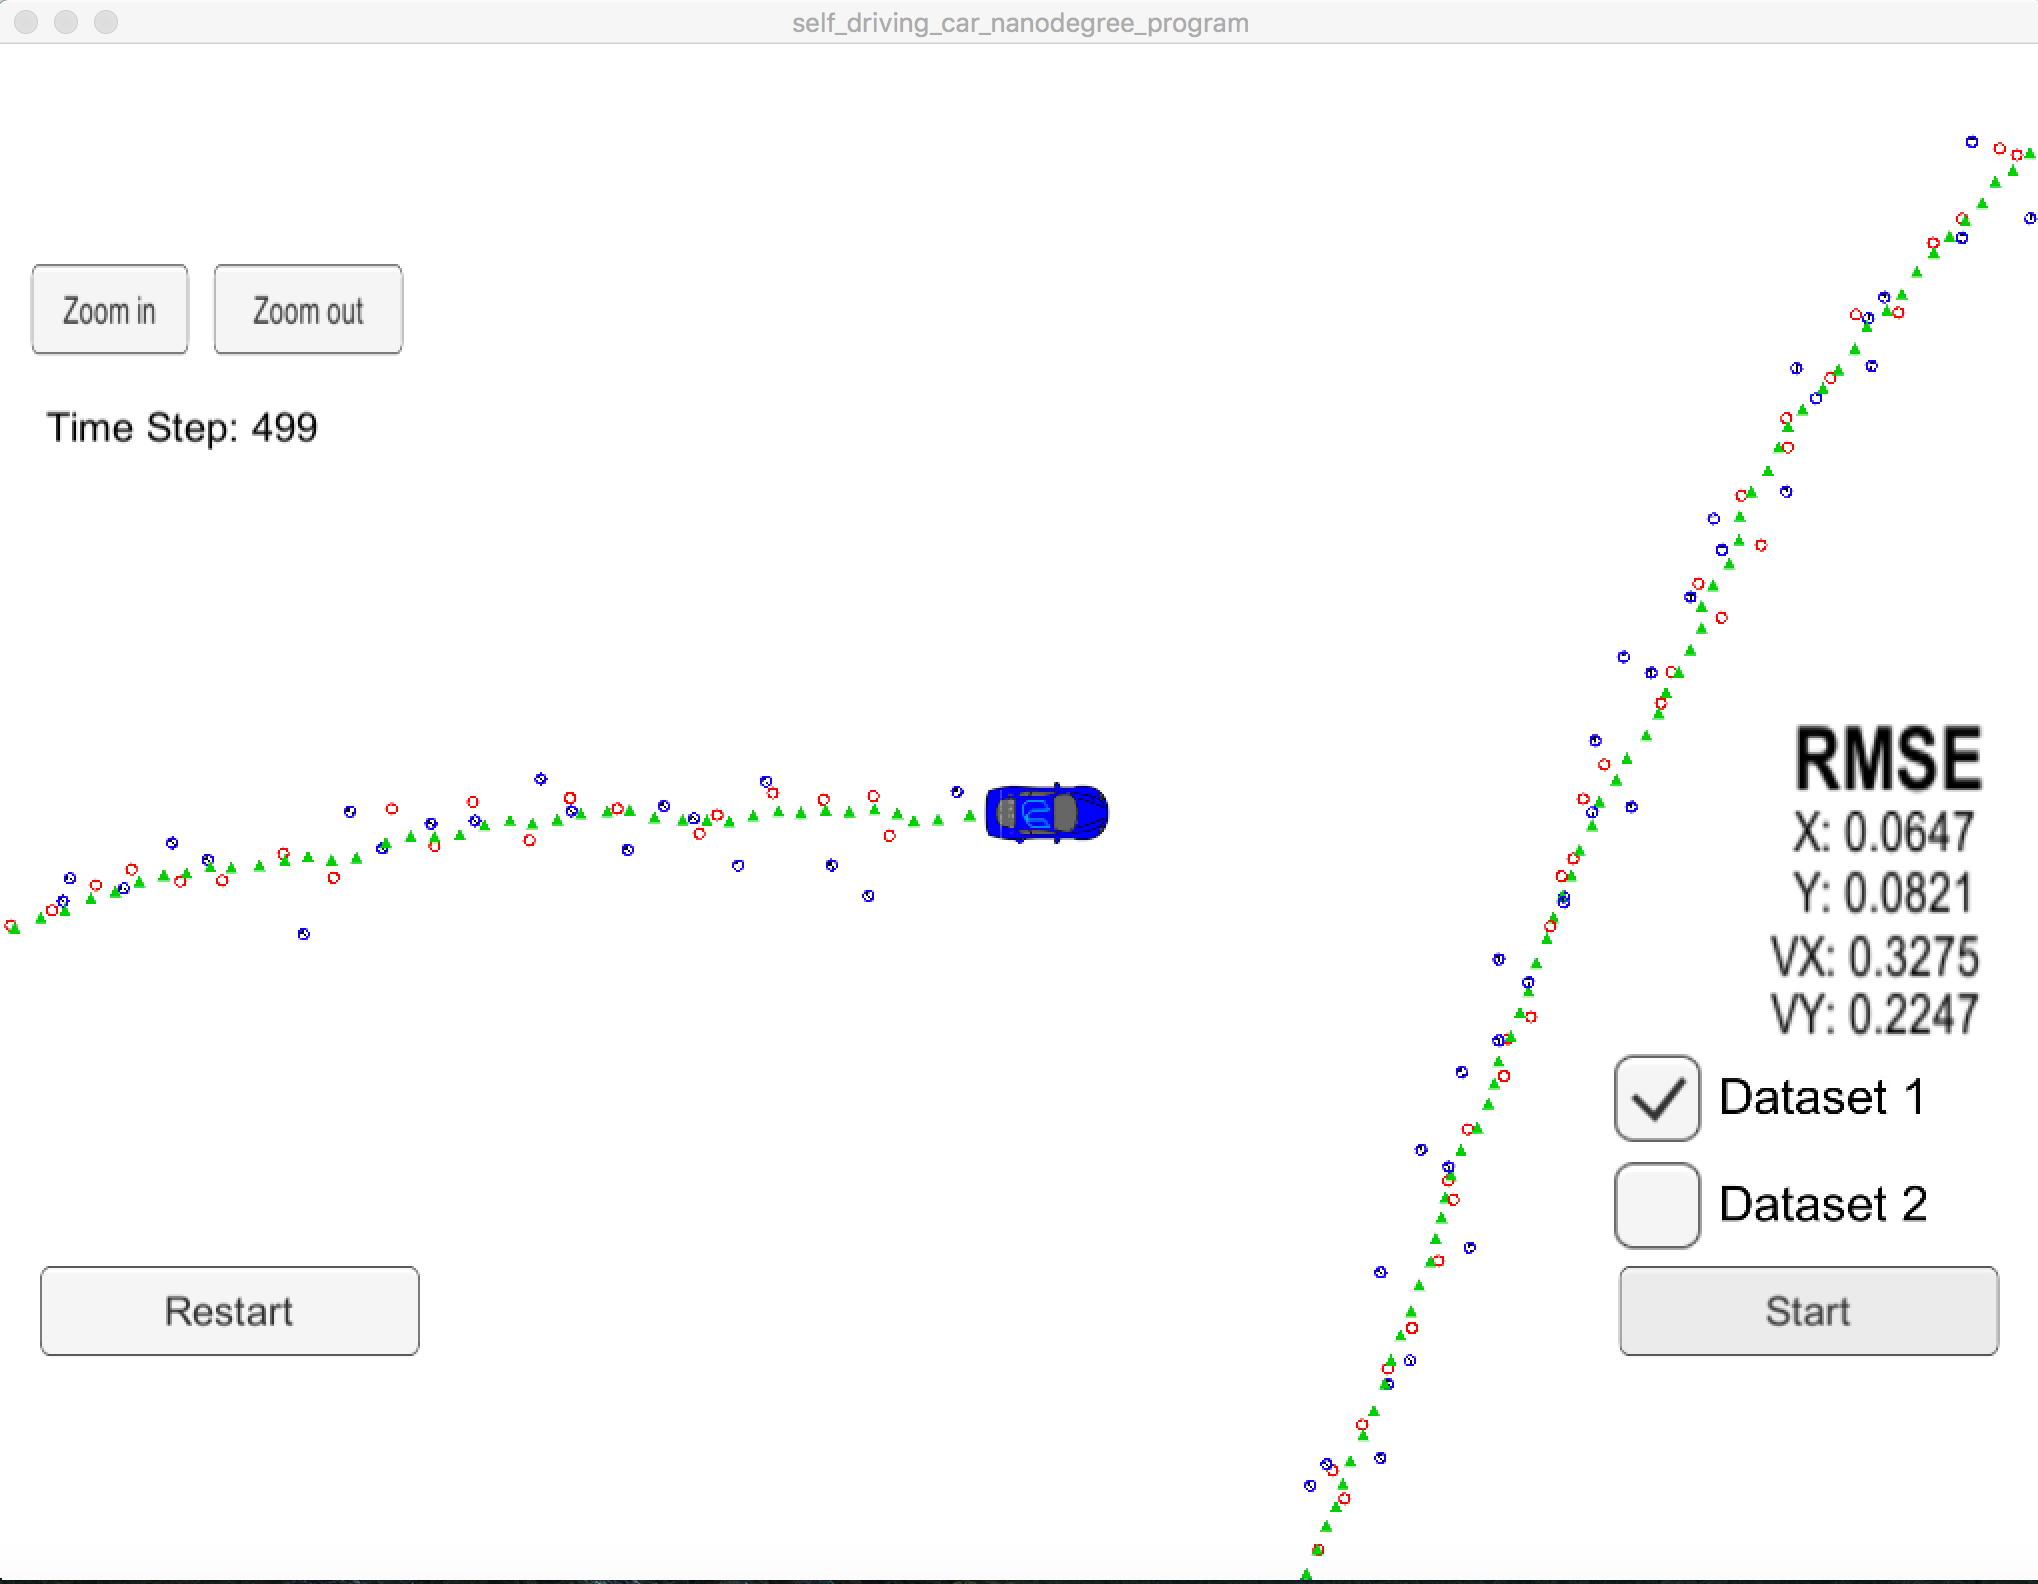 self_driving_car_nanodegree_program
Zoom in
Zoom out
Time Step: 499
RMSE
X: 0.0647
Y: 0.0821
VX: 0.3275
VY: 0.2247
Dataset 1
Dataset 2
Restart
Start